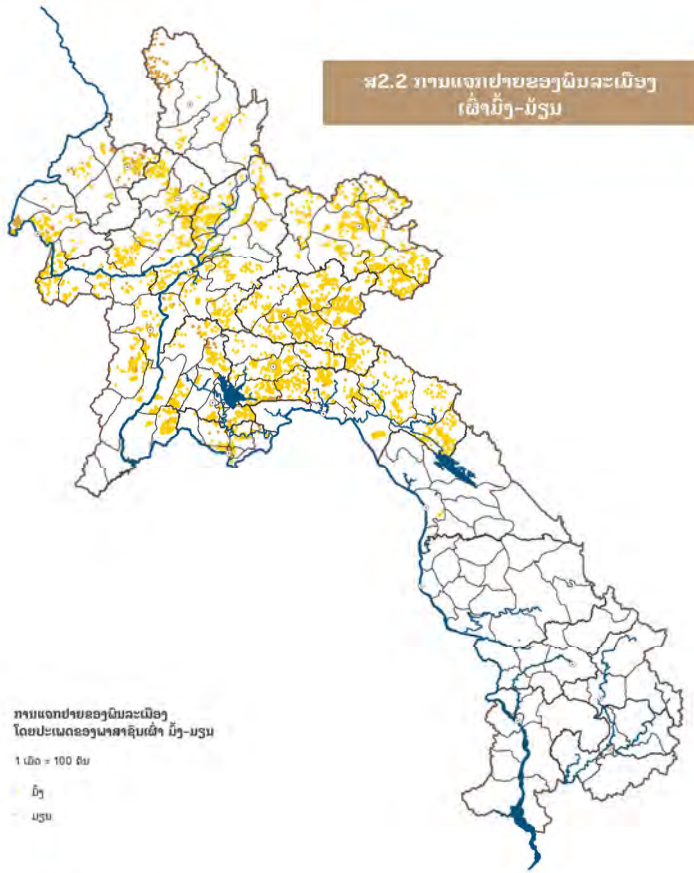 ສ2.2 ການແຈກຢາຍຂອງພົນລະເມືອງ
ເຜົ່າມົ້ງ-ມ້ຽນ
ການແຈກຢາຍຂອງພົນລະເມືອງ
ໂດຍປະເພດຂອງພາສາຊົນເຜົ່າ ມົ້ງ-ມຽນ
1 ເມັດ = 100 ຄົນ
ມົ້ງ
ມຽນ